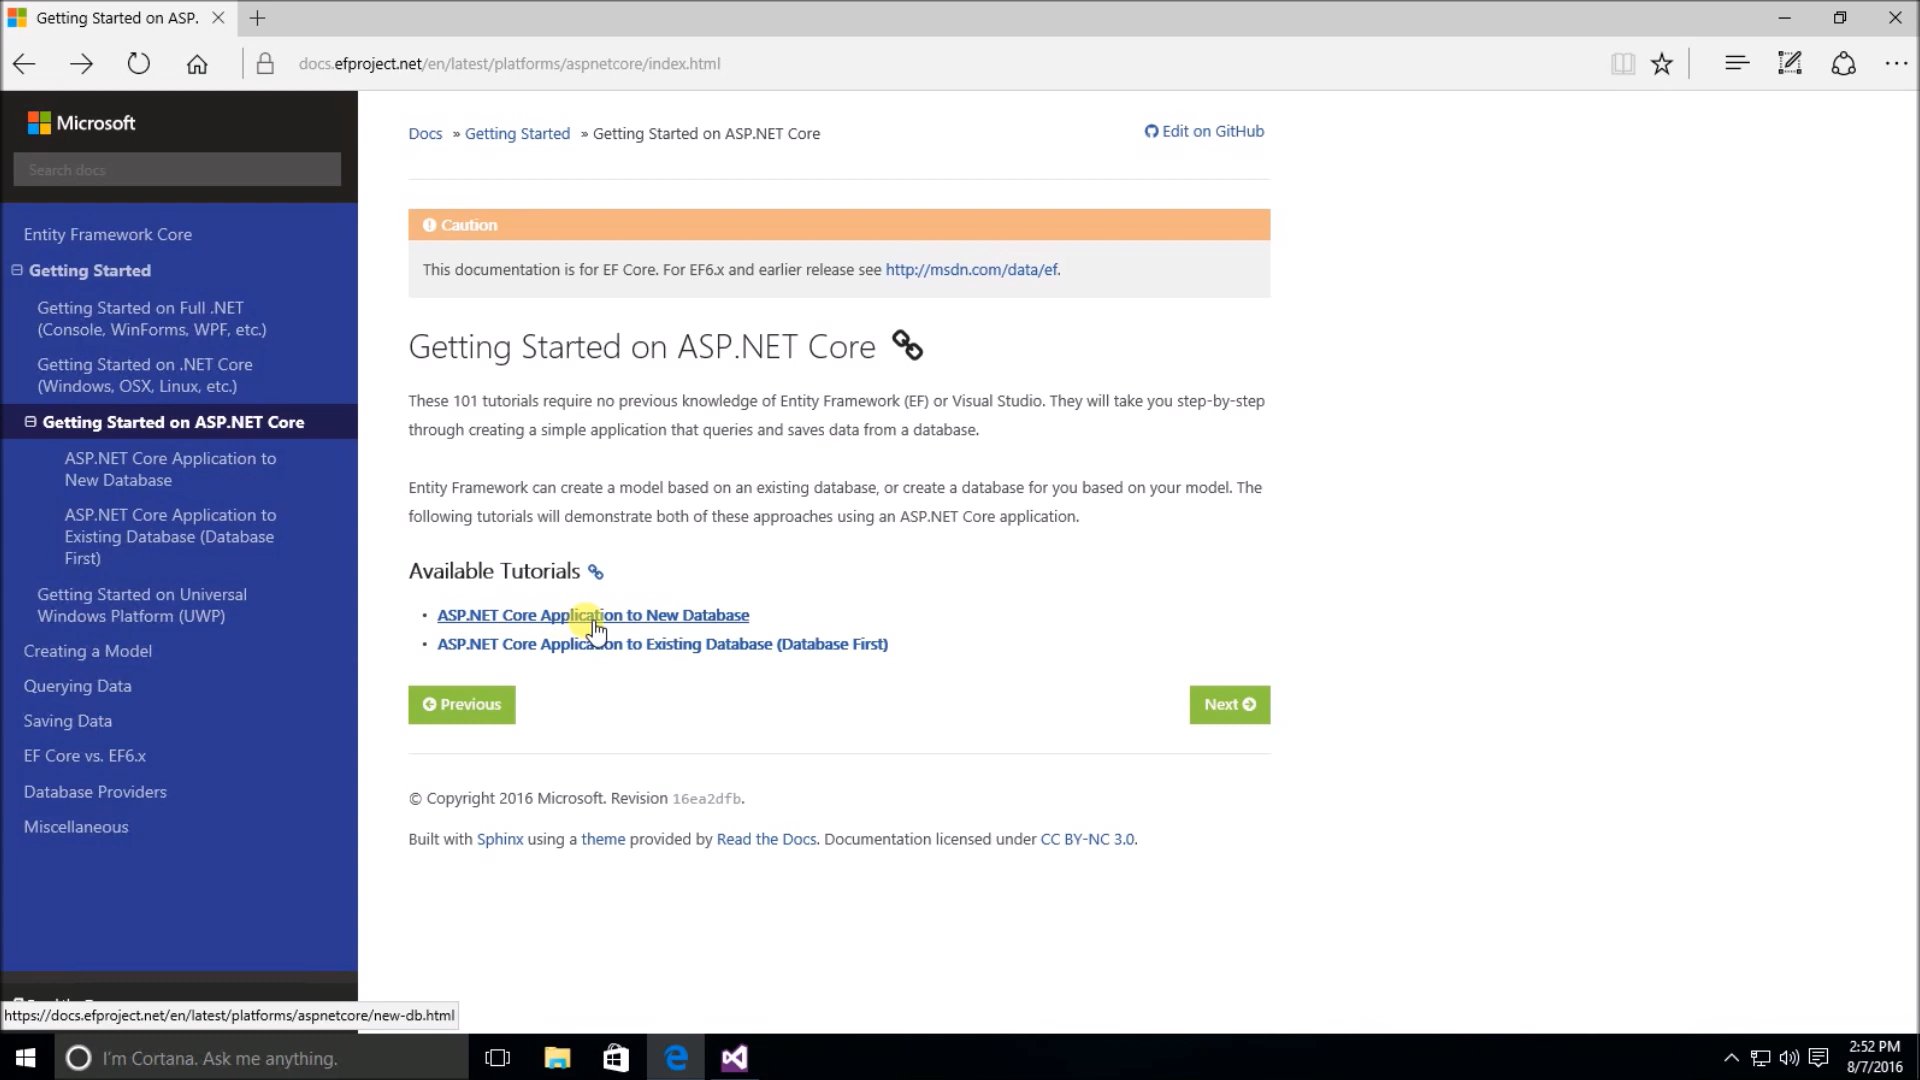 Getting Started on ASP.
docs.efproject.net/en/latest/platforms/aspnetcore/index.html
Microsoft
Search docs
Entity Framework Core
Getting Started
Getting Started on Full .NET
(Console, WinForms, WPF, etc.)
Getting Started on .NET Core
(Windows, OSX, Linux, etc.)
Getting Started on ASP.NET Core
ASP.NET Core Application to
New Database
ASP.NET Core Application to
Existing Database (Database
First)
Getting Started on Universal
Windows Platform (UWP)
Creating a Model
Querying Data
Saving Data
EF Core vs. EF6.x
Database Providers
Miscellaneous
Docs » Getting Started » Getting Started on ASP.NET Core
Edit on GitHub
Caution
This documentation is for EF Core. For EF6.x and earlier release see http://msdn.com/data/ef.
Getting Started on ASP.NET Core
These 101 tutorials require no previous knowledge of Entity Framework (EF) or Visual Studio. They will take you step-by-step
through creating a simple application that queries and saves data from a database.
Entity Framework can create a model based on an existing database, or create a database for you based on your model. The
following tutorials will demonstrate both of these approaches using an ASP.NET Core application.
Available Tutorials
• ASP.NET Core Application to New Database
• ASP.NET Core Application to Existing Database (Database First)
Previous
Next
© Copyright 2016 Microsoft. Revision 16ea2dfb.
Built with Sphinx using a theme provided by Read the Docs. Documentation licensed under CC BY-NC 3.0.
https://docs.efproject.net/en/latest/platforms/aspnetcore/new-db.html
I'm Cortana. Ask me anything.
2:52 PM
8/7/2016